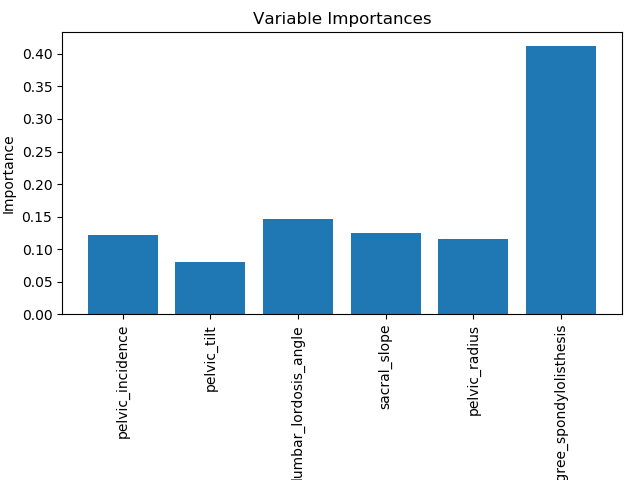 Variable Importances
Importance
0.40
0.35
0.30
0.25
0.20
0.15
0.10
0.05
0.00
pelvic_incidence
pelvic_tilt
lumbar_lordosis_angle
sacral_slope
pelvic_radius
gree_spondylolisthesis